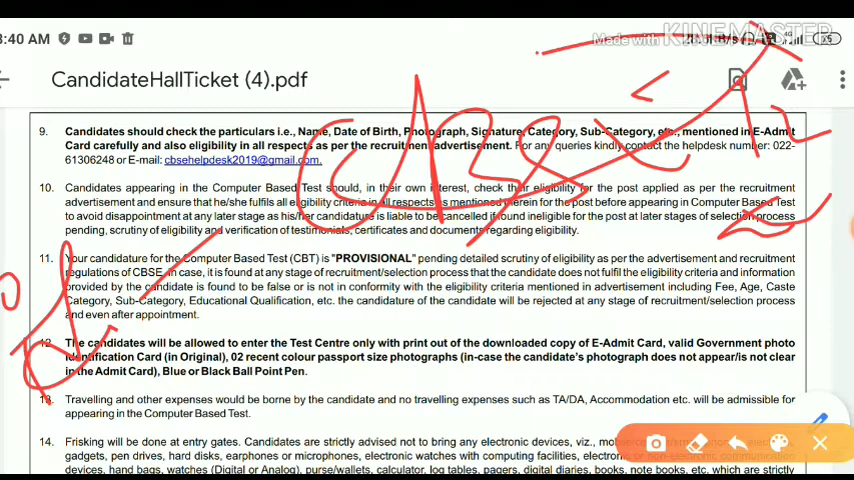 8:40 AM
Made with KINEMASTER
CandidateHallTicket (4).pdf
CBSE
9. Candidates should check the particulars i.e., Name, Date of Birth, Photograph, Signature, Category, Sub-Category, etc., mentioned in E-Admit
Card carefully and also eligibility in all respects as per the recruitment advertisement. For any queries kindly contact the helpdesk number: 022-
61306248 or E-mail: cbsehelpdesk2019@gmail.com.
10. Candidates appearing in the Computer Based Test should, in their own interest, check their eligibility for the post applied as per the recruitment
advertisement and ensure that he/she fulfils all eligibility criteria in all respects as mentioned therein for the post before appearing in Computer Based Test
to avoid disappointment at any later stage as his/her candidature is liable to be cancelled if found ineligible for the post at later stages of selection process
pending, scrutiny of eligibility and verification of testimonials, certificates and documents regarding eligibility.
11. Your candidature for the Computer Based Test (CBT) is "PROVISIONAL" pending detailed scrutiny of eligibility as per the advertisement and recruitment
regulations of CBSE. In case, it is found at any stage of recruitment/selection process that the candidate does not fulfil the eligibility criteria and information
provided by the candidate is found to be false or is not in conformity with the eligibility criteria mentioned in advertisement including Fee, Age, Caste
Category, Sub-Category, Educational Qualification, etc. the candidature of the candidate will be rejected at any stage of recruitment/selection process
and even after appointment.
12. The candidates will be allowed to enter the Test Centre only with print out of the downloaded copy of E-Admit Card, valid Government photo
Identification Card (in Original), 02 recent colour passport size photographs (in-case the candidate's photograph does not appear/is not clear
in the Admit Card), Blue or Black Ball Point Pen.
13. Travelling and other expenses would be borne by the candidate and no travelling expenses such as TA/DA, Accommodation etc. will be admissible for
appearing in the Computer Based Test.
14. Frisking will be done at entry gates. Candidates are strictly advised not to bring any electronic devices, viz.,
gadgets, pen drives, hard disks, earphones or microphones, electronic watches with computing facilities,
devices, hand bags, watches (Digital or Analog), purse/wallets, calculator, log tables, pagers, digital diaries, books, note books, etc. which are strictly